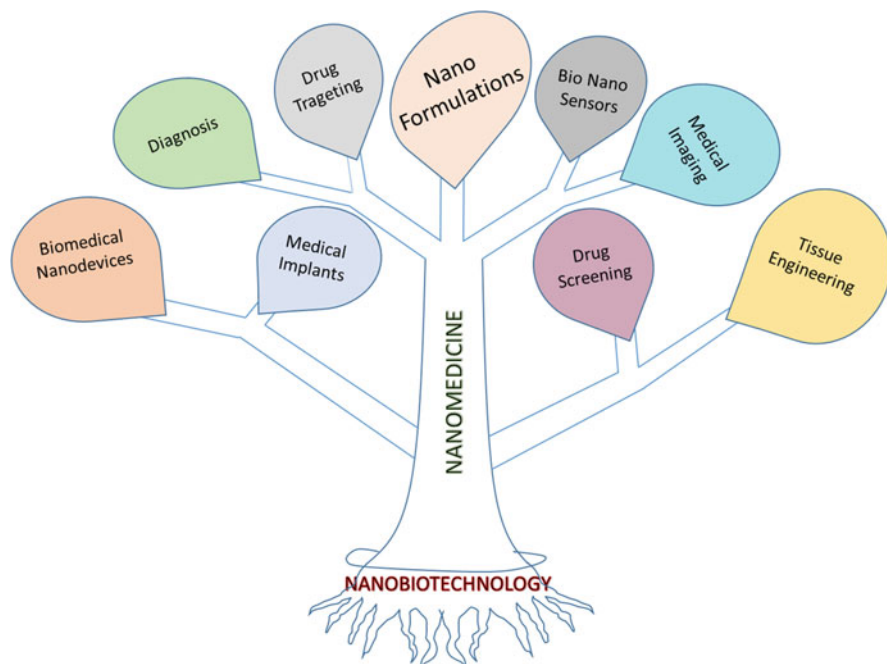 Nano
Formulations
Drug
Trageting
Bio Nano
Sensors
Diagnosis
Medical
Imaging
Biomedical
Nanodevices
Medical
Implants
Drug
Screening
Tissue
Engineering
NANOMEDICINE
NANOBIOTECHNOLOGY